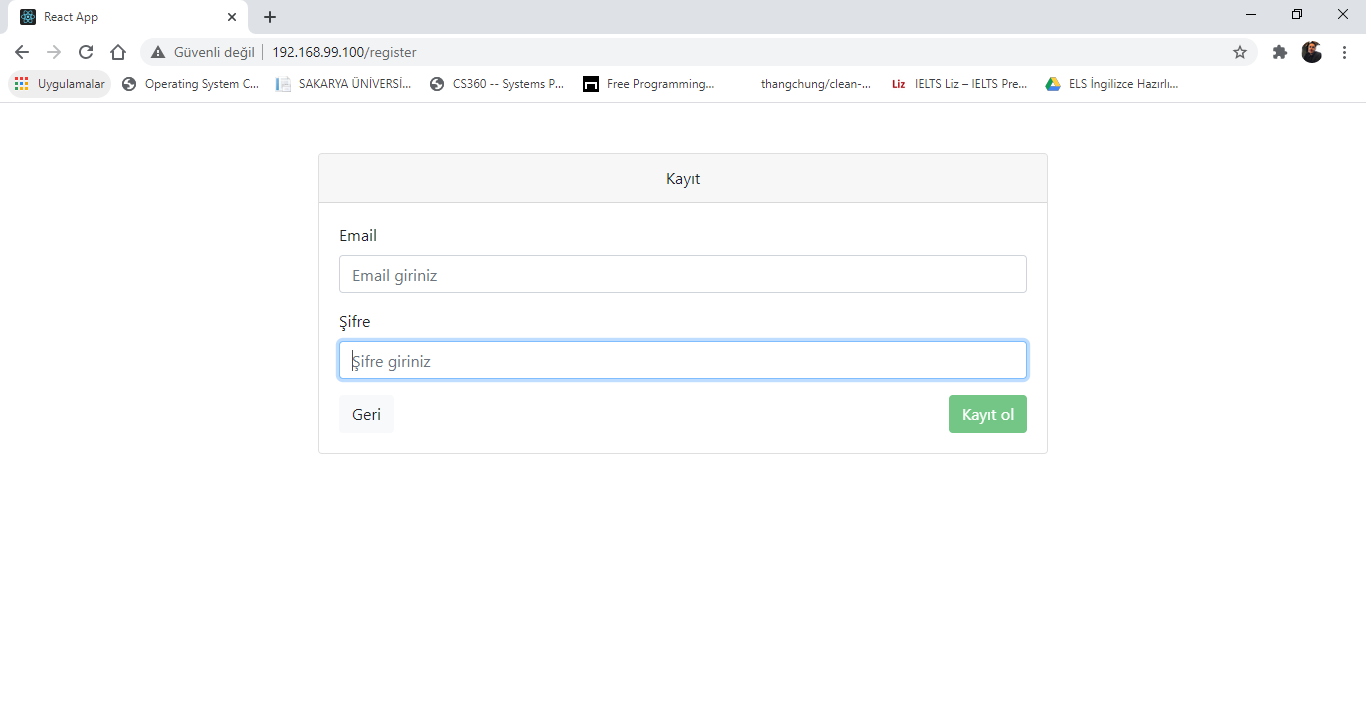 React App
Güvenli değil 192.168.99.100/register
Uygulamalar Operating System C... SAKARYA ÜNİVERSİ... CS360 -- Systems P... Free Programming... thangchung/clean-... Liz IELTS Liz – IELTS Pre... ELS İngilizce Hazırlı...
Kayıt
Email
Email giriniz
Şifre
Şifre giriniz
Geri Kayıt ol